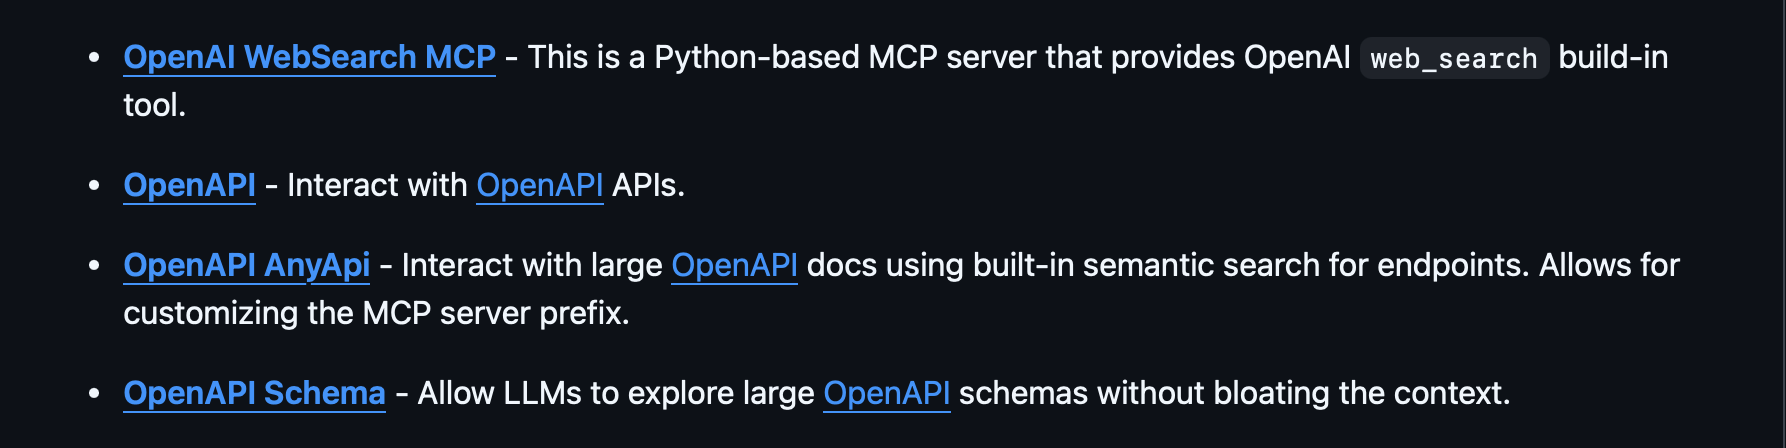 • OpenAI WebSearch MCP - This is a Python-based MCP server that provides OpenAI web_search build-in
tool.
• OpenAPI - Interact with OpenAPI APIs.
• OpenAPI AnyApi - Interact with large OpenAPI docs using built-in semantic search for endpoints. Allows for
customizing the MCP server prefix.
• OpenAPI Schema - Allow LLMs to explore large OpenAPI schemas without bloating the context.